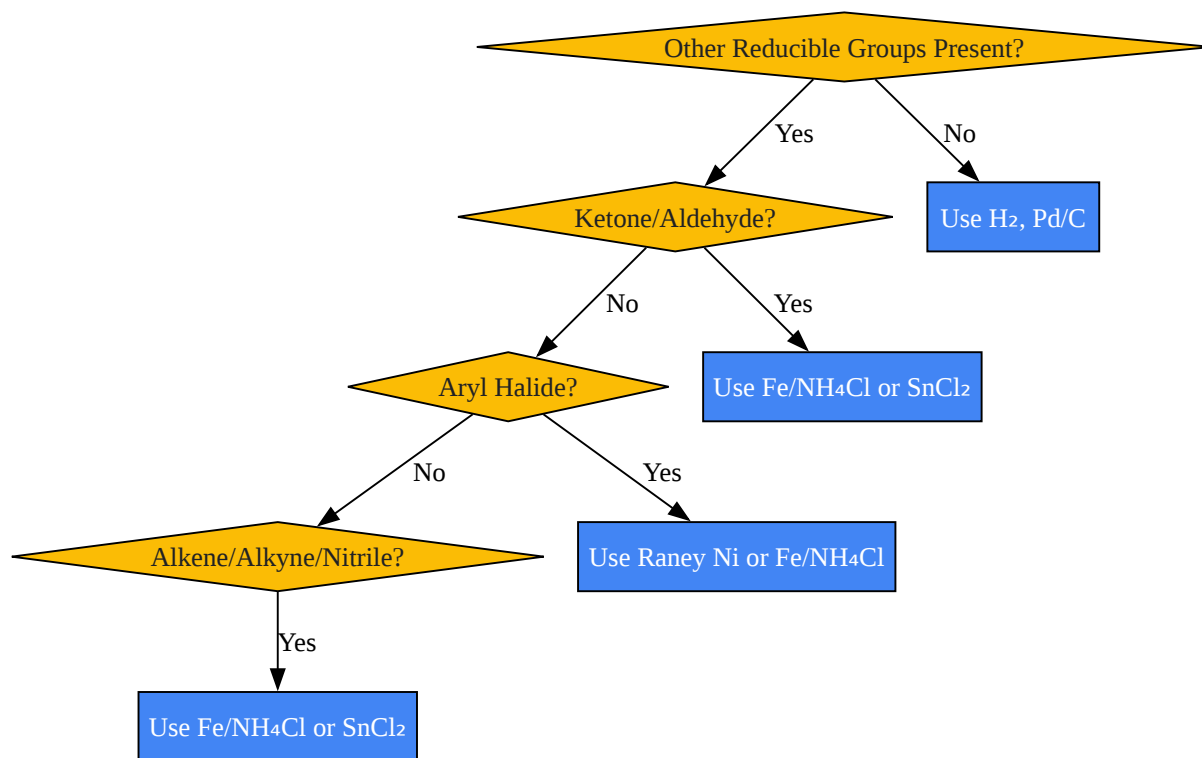 Other Reducible Groups Present?
Yes
No
Ketone/Aldehyde?
Use H₂, Pd/C
No
Yes
Aryl Halide?
Use Fe/NH₄Cl or SnCl₂
No
Yes
Alkene/Alkyne/Nitrile?
Use Raney Ni or Fe/NH₄Cl
Yes
Use Fe/NH₄Cl or SnCl₂